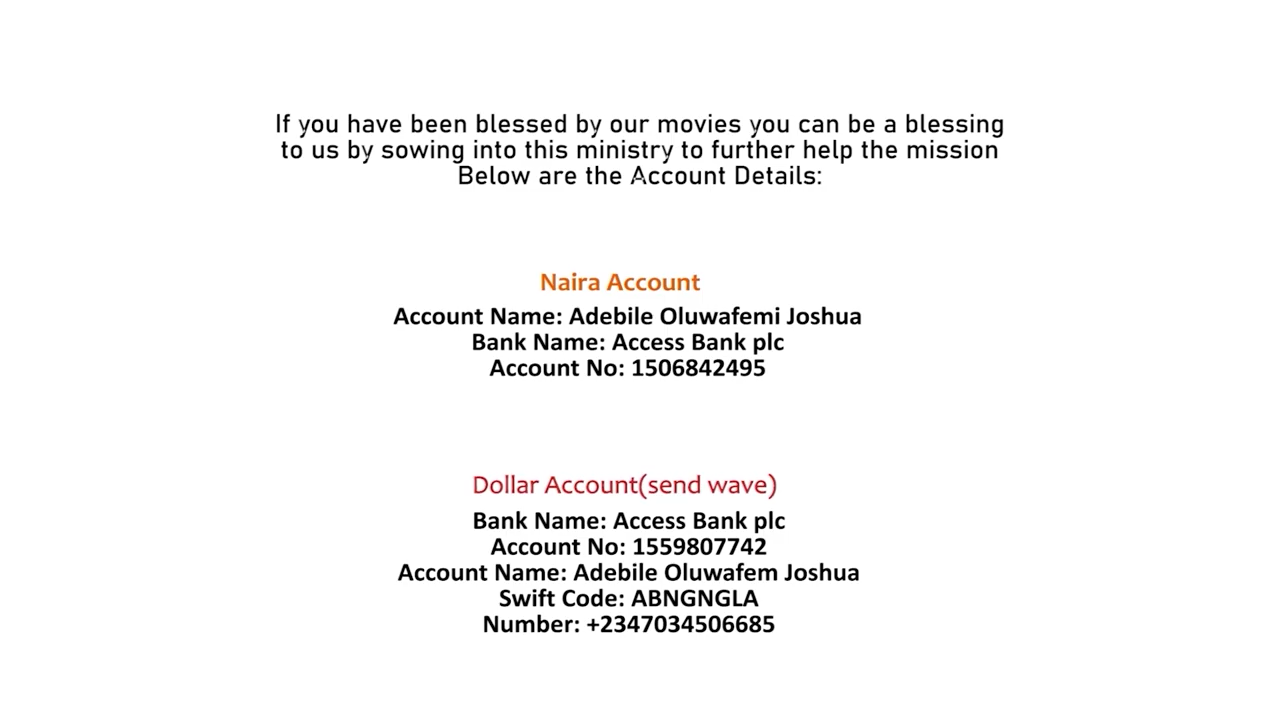 If you have been blessed by our movies you can be a blessing
to us by sowing into this ministry to further help the mission
Below are the Account Details:
Naira Account
Account Name: Adebile Oluwafemi Joshua
Bank Name: Access Bank plc
Account No: 1506842495
Dollar Account(send wave)
Bank Name: Access Bank plc
Account No: 1559807742
Account Name: Adebile Oluwafem Joshua
Swift Code: ABNGNGLA
Number: +2347034506685